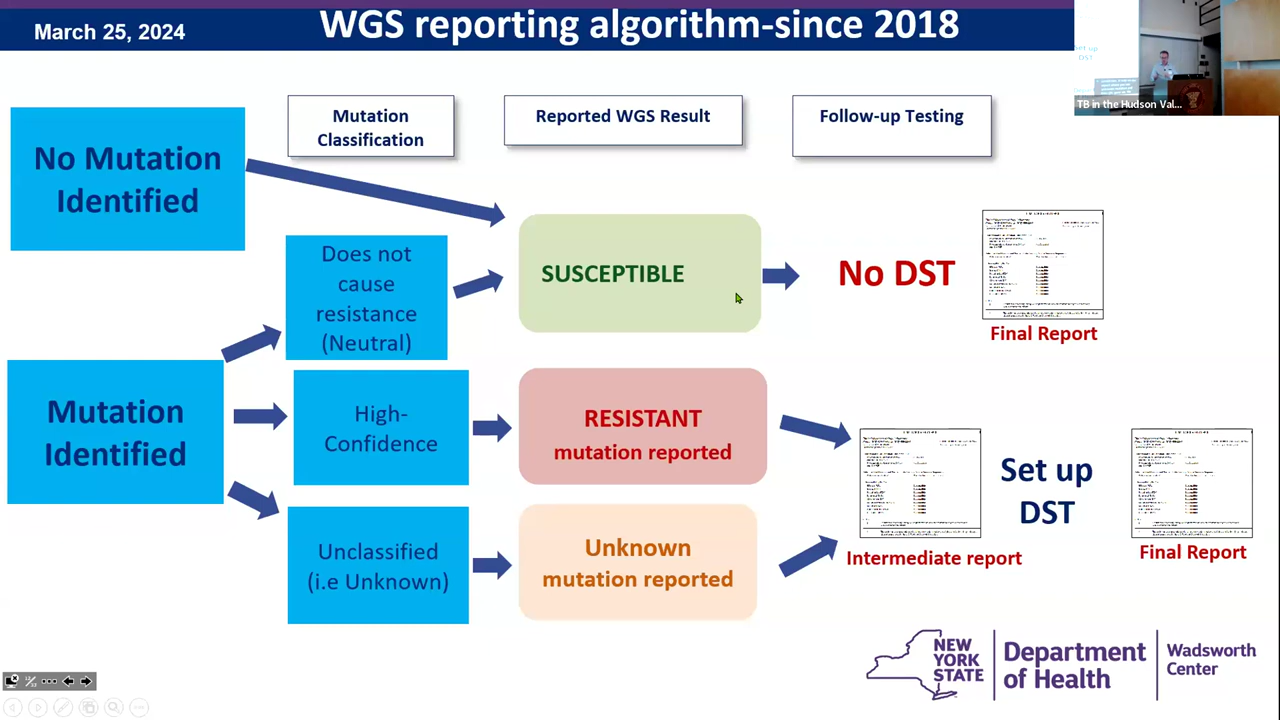 March 25, 2024
WGS reporting algorithm-since 2018
set up
DST
TB in the Hudson Val...
Mutation
Classification
Reported WGS Result
Follow-up Testing
No Mutation
Identified
Does not
cause
resistance
(Neutral)
SUSCEPTIBLE
No DST
Final Report
Mutation
Identified
High-
Confidence
RESISTANT
mutation reported
Set up
DST
Intermediate report
Final Report
Unclassified
(i.e Unknown)
Unknown
mutation reported
NEW
YORK
STATE
Department
of Health
Wadsworth
Center